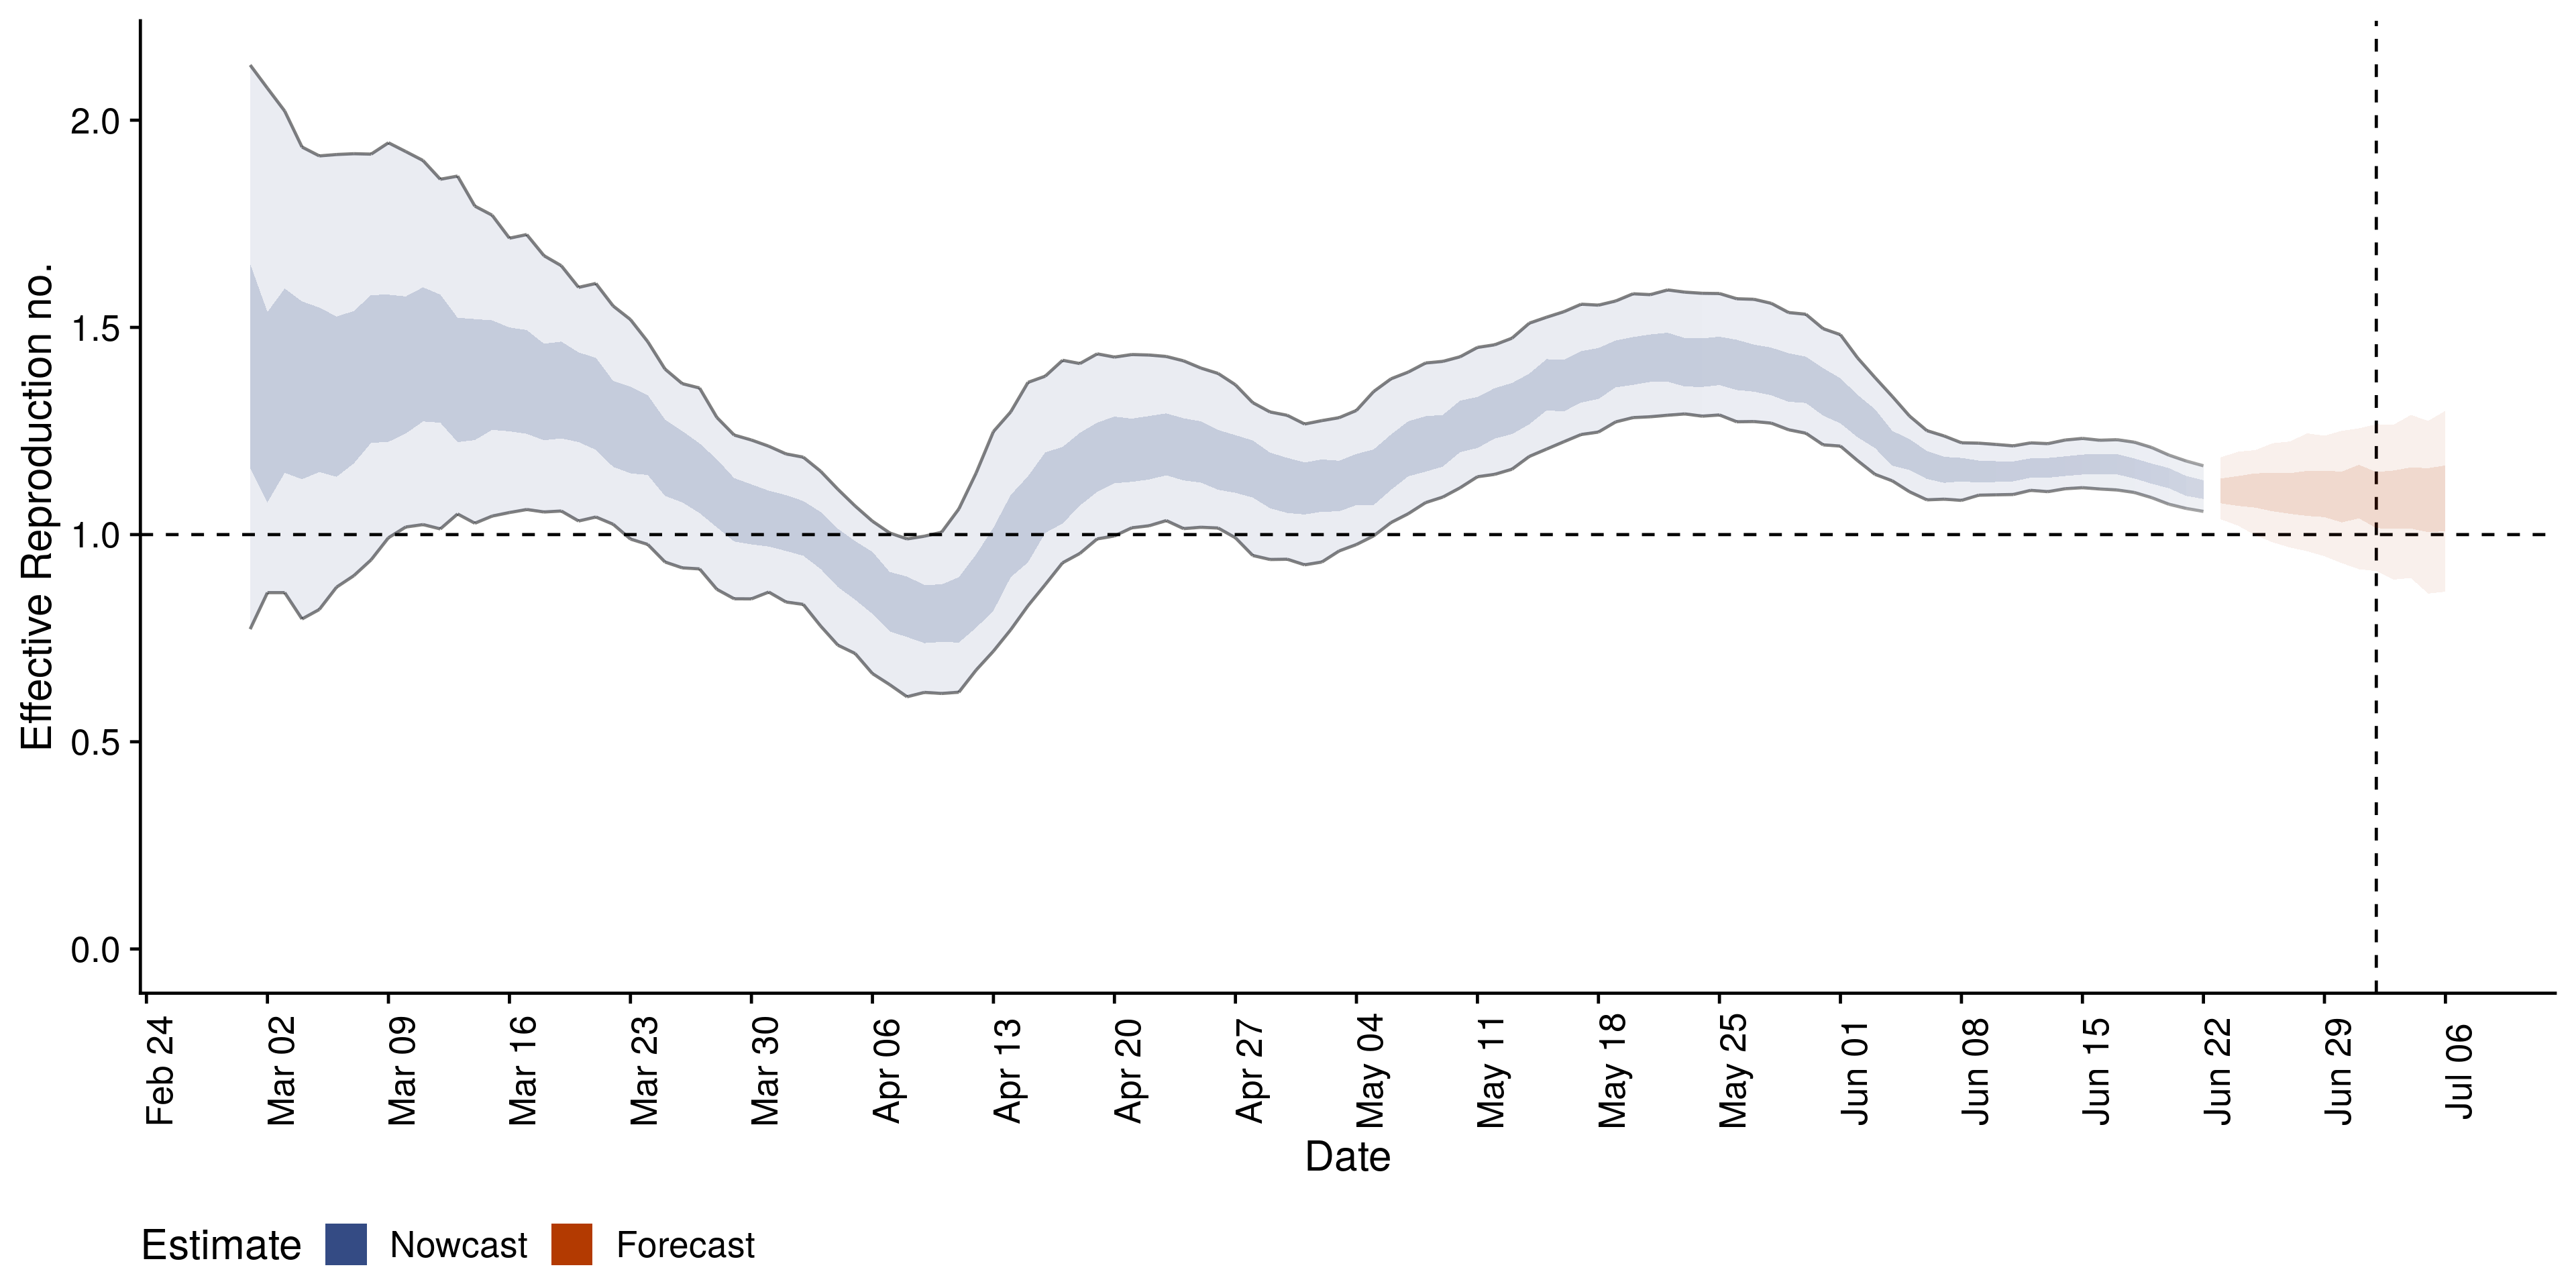 Effective Reproduction no.
2.0
1.5
1.0
0.5
0.0
Feb 24
Mar 02
Mar 09
Mar 16
Mar 23
Mar 30
Apr 06
Apr 13
Apr 20
Apr 27
May 04
May 11
May 18
May 25
Jun 01
Jun 08
Jun 15
Jun 22
Jun 29
Jul 06
Date
Estimate Nowcast Forecast